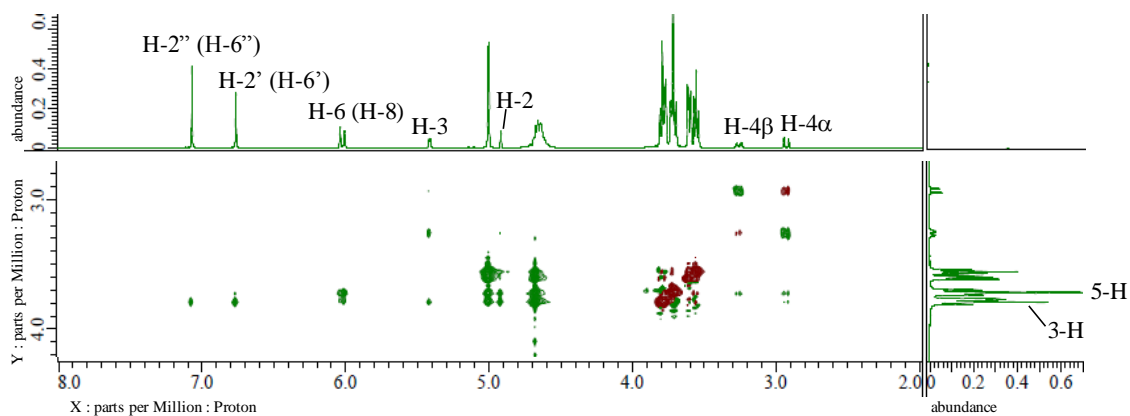 H-2” (H-6”)
H-2’ (H-6’)
H-6 (H-8)
H-3
H-2
H-4β
H-4α
abundance
0 0.2 0.4 0.6
Y : parts per Million : Proton
3.0
4.0
5-H
3-H
8.0 7.0 6.0 5.0 4.0 3.0 2.0
0 0.2 0.4 0.6
X : parts per Million : Proton
abundance